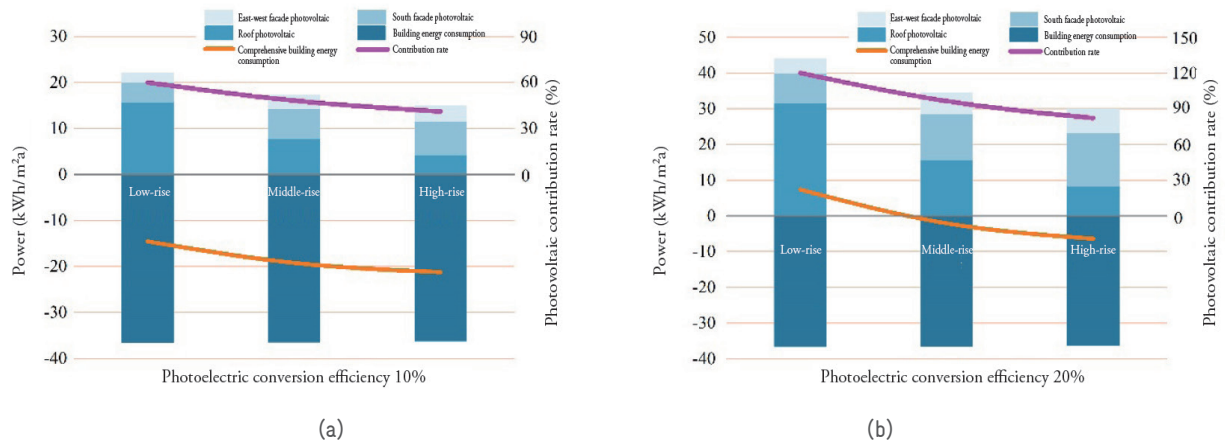 East-west facade photovoltaic
South facade photovoltaic
Roof photovoltaic
Building energy consumption
Comprehensive building energy
consumption
Contribution rate
30
20
10
0
-10
-20
-30
-40
90
60
30
0
Power (kWh/m²a)
Photovoltaic contribution rate (%)
Low-rise
Middle-rise
High-rise
Photoelectric conversion efficiency 10%
(a)
East-west facade photovoltaic
South facade photovoltaic
Roof photovoltaic
Building energy consumption
Comprehensive building energy
consumption
Contribution rate
50
40
30
20
10
0
-10
-20
-30
-40
150
120
90
60
30
0
Power (kWh/m²a)
Photovoltaic contribution rate (%)
Low-rise
Middle-rise
High-rise
Photoelectric conversion efficiency 20%
(b)